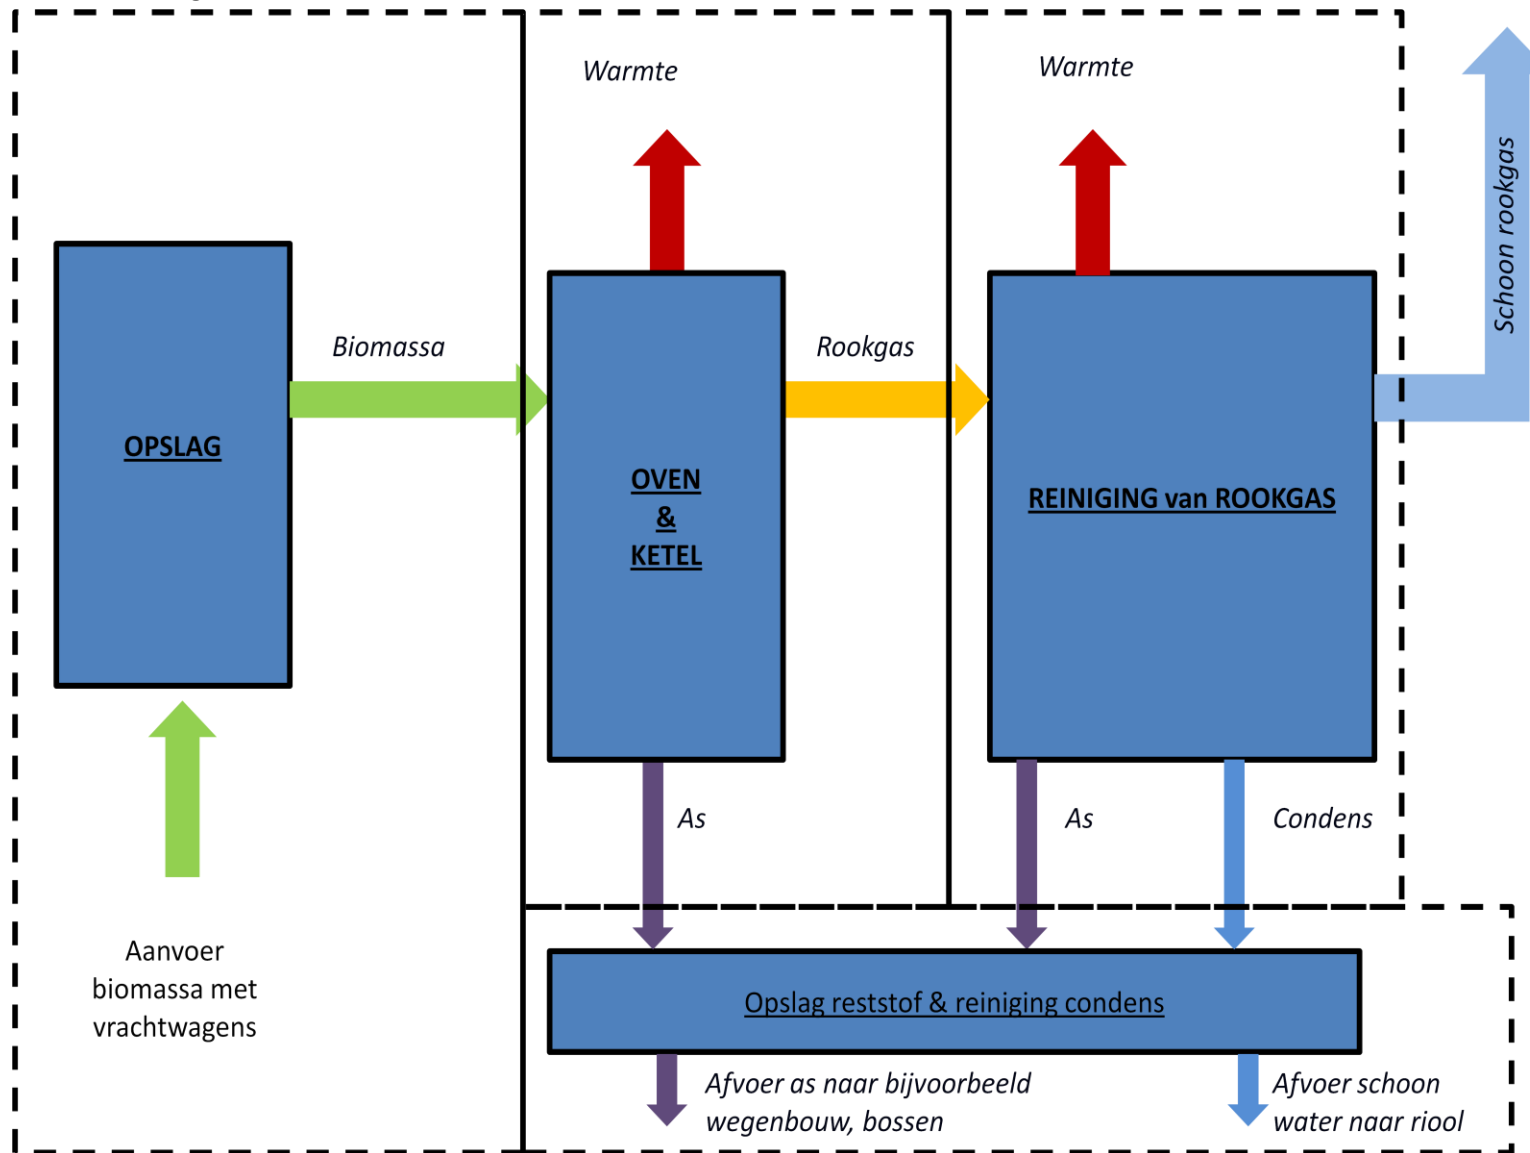 Warmte
Warmte
Schoon rookgas
Biomassa
Rookgas
OPSLAG
OVEN
&
KETEL
REINIGING van ROOKGAS
As
As
Condens
Aanvoer
biomassa met
vrachtwagens
Opslag reststof & reiniging condens
Afvoer as naar bijvoorbeeld
wegenbouw, bossen
Afvoer schoon
water naar riool